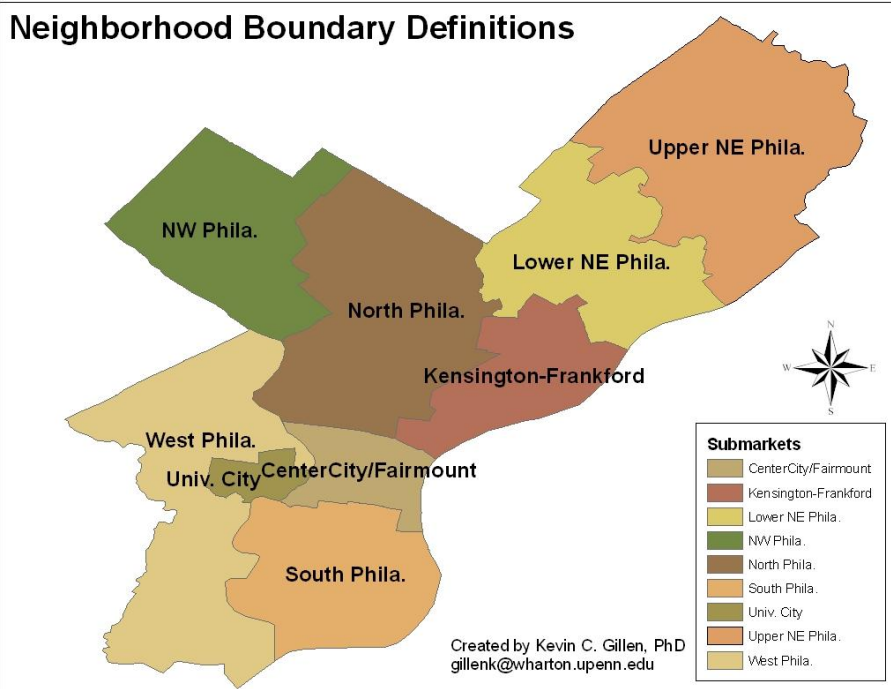 Neighborhood Boundary Definitions
Upper NE Phila.
NW Phila.
Lower NE Phila.
North Phila.
Kensington-Frankford
West Phila.
Univ. City
CenterCity/Fairmount
South Phila.
N
W
E
S
Submarkets
CenterCity/Fairmount
Kensington-Frankford
Lower NE Phila.
NW Phila.
North Phila.
South Phila.
Univ. City
Upper NE Phila.
West Phila.
Created by Kevin C. Gillen, PhD
gillenk@wharton.upenn.edu